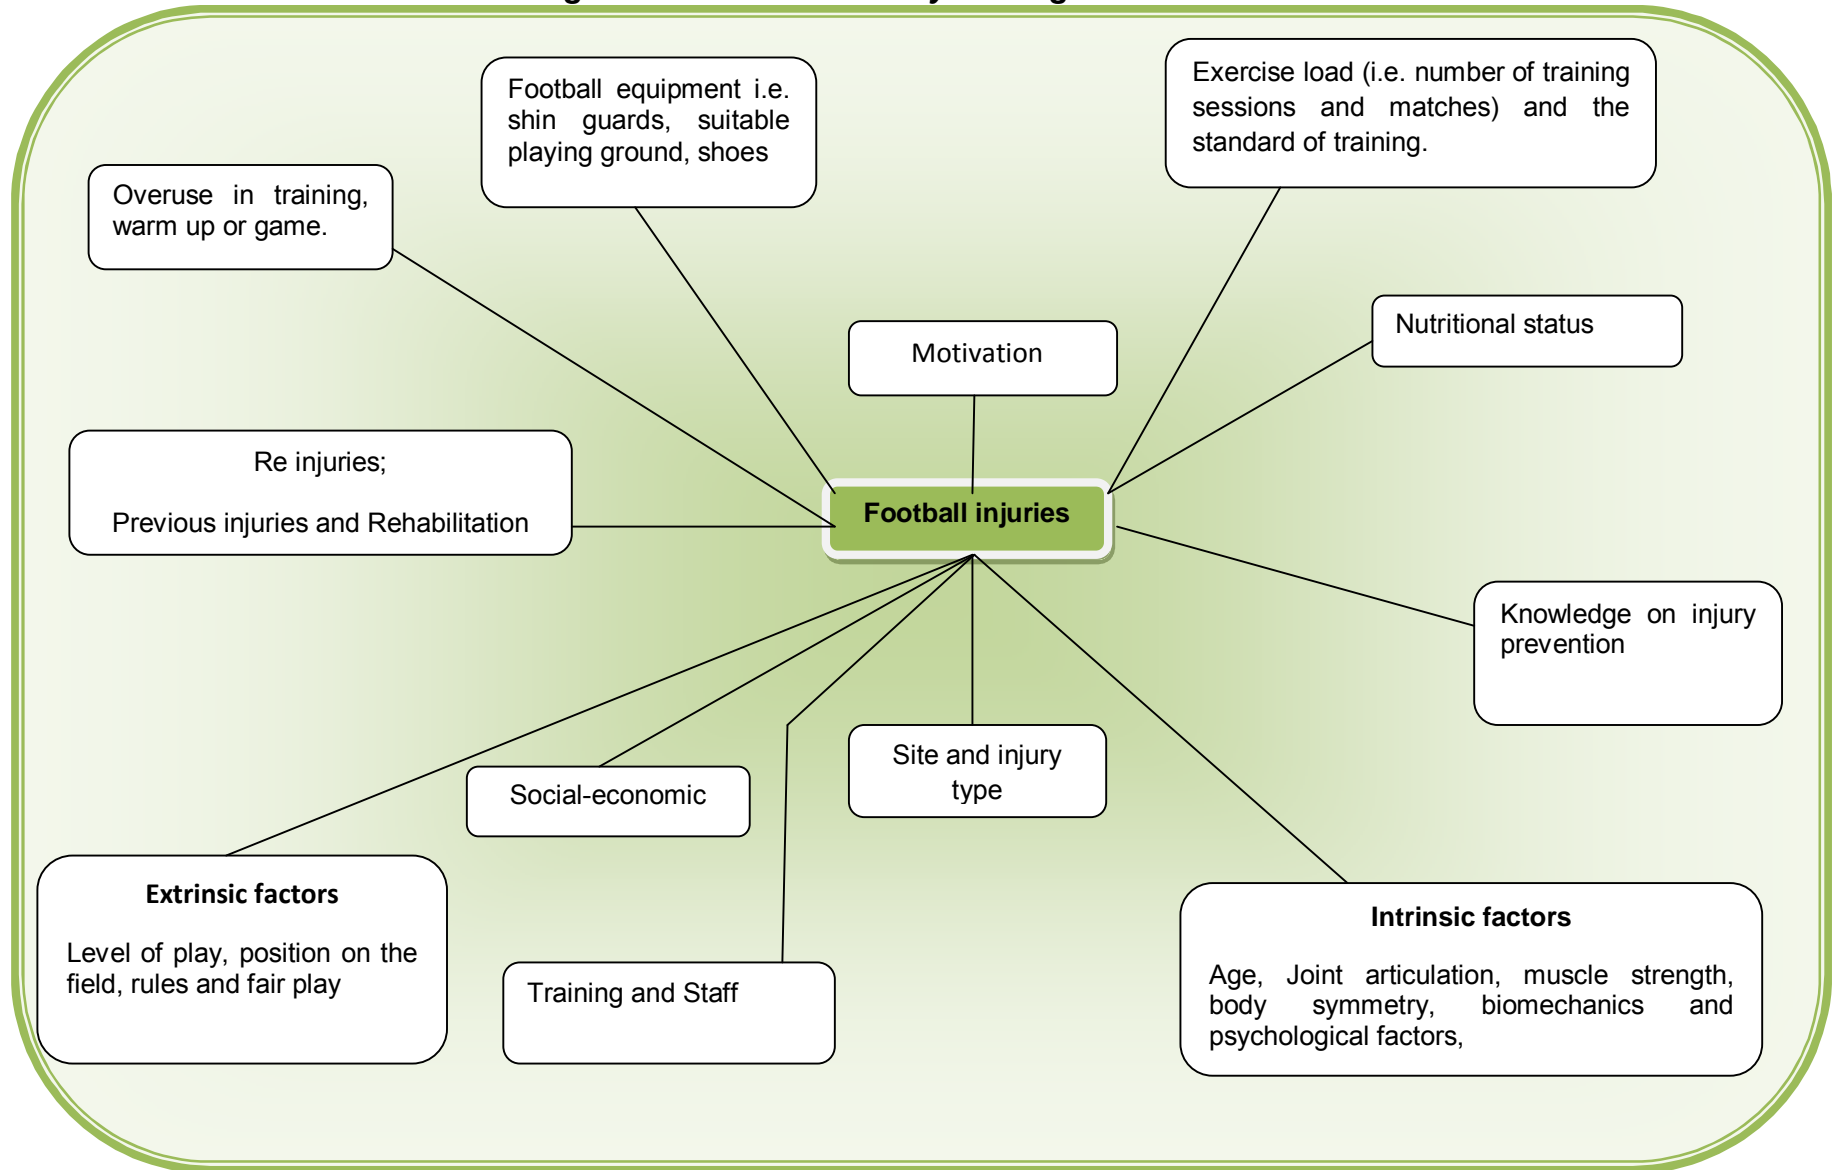 Football equipment i.e.
shin guards, suitable
playing ground, shoes
Exercise load (i.e. number of training
sessions and matches) and the
standard of training.
Overuse in training,
warm up or game.
Motivation
Nutritional status
Re injuries;
Previous injuries and Rehabilitation
Football injuries
Knowledge on injury
prevention
Social-economic
Site and injury
type
Extrinsic factors
Level of play, position on the
field, rules and fair play
Training and Staff
Intrinsic factors
Age, Joint articulation, muscle strength,
body symmetry, biomechanics and
psychological factors,